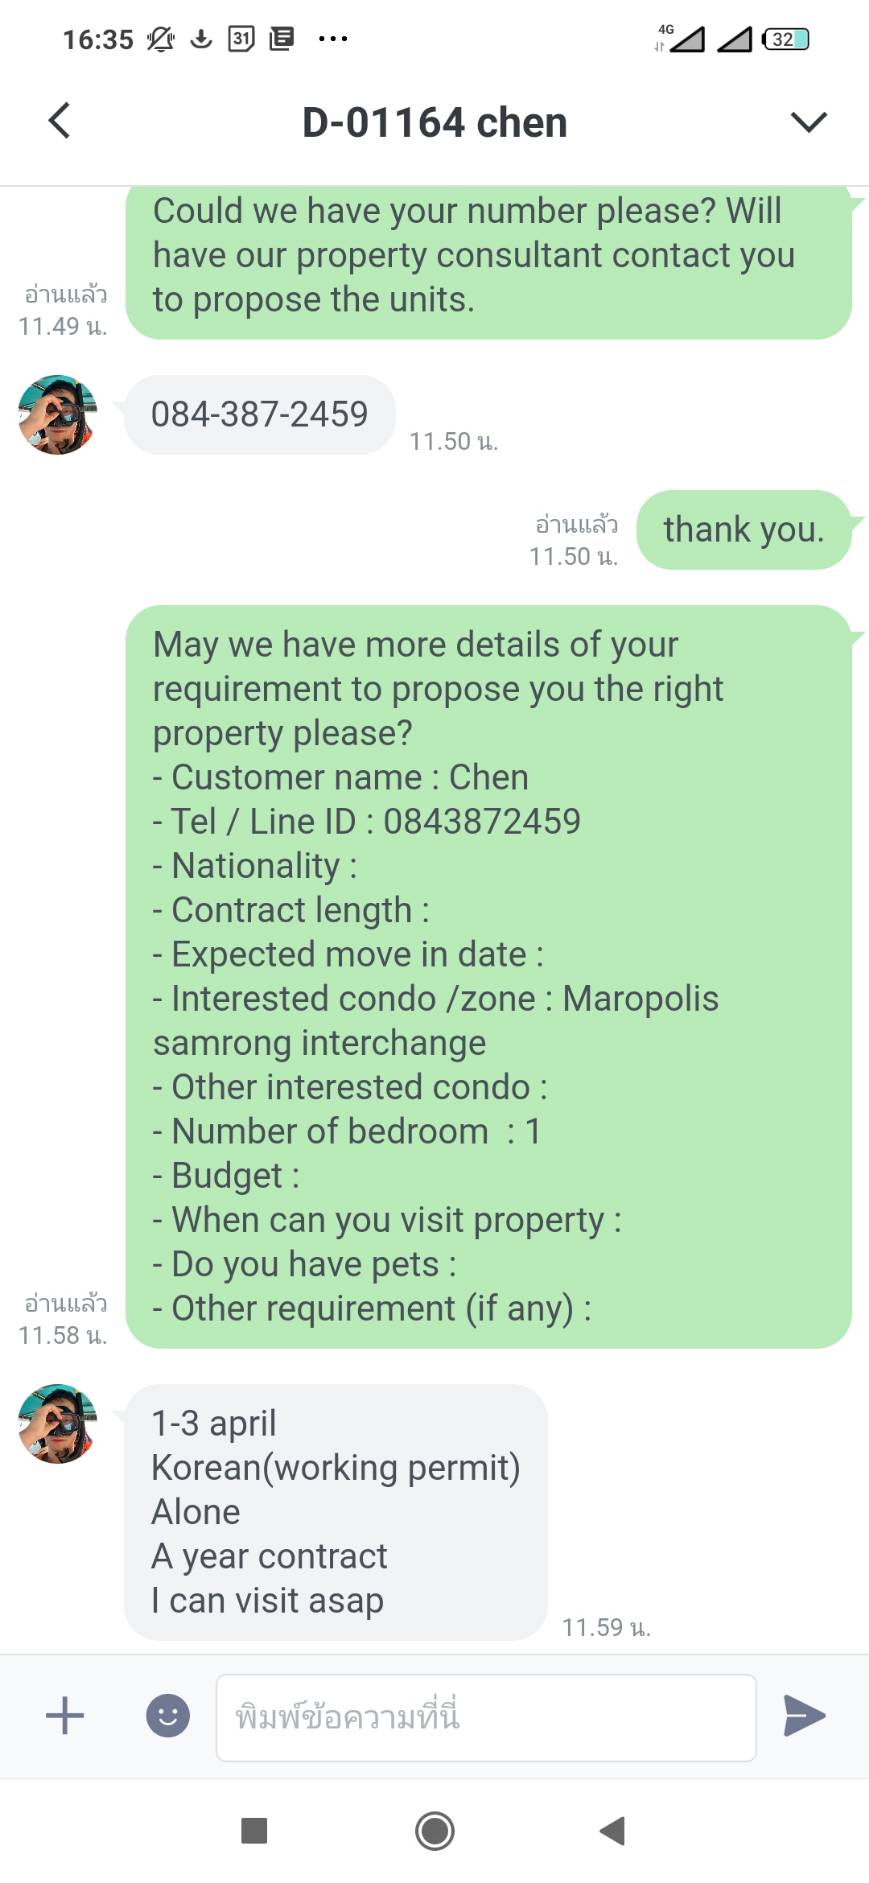 16:35
31
4G
32
D-01164 chen
Could we have your number please? Will
have our property consultant contact you
to propose the units.
อ่านแล้ว
11.49 น.
084-387-2459
11.50 น.
thank you.
อ่านแล้ว
11.50 น.
May we have more details of your
requirement to propose you the right
property please?
- Customer name : Chen
- Tel / Line ID : 0843872459
- Nationality :
- Contract length :
- Expected move in date :
- Interested condo /zone : Maropolis
samrong interchange
- Other interested condo :
- Number of bedroom  : 1
- Budget :
- When can you visit property :
- Do you have pets :
- Other requirement (if any) :
อ่านแล้ว
11.58 น.
1-3 april
Korean(working permit)
Alone
A year contract
I can visit asap
11.59 น.
พิมพ์ข้อความที่นี่